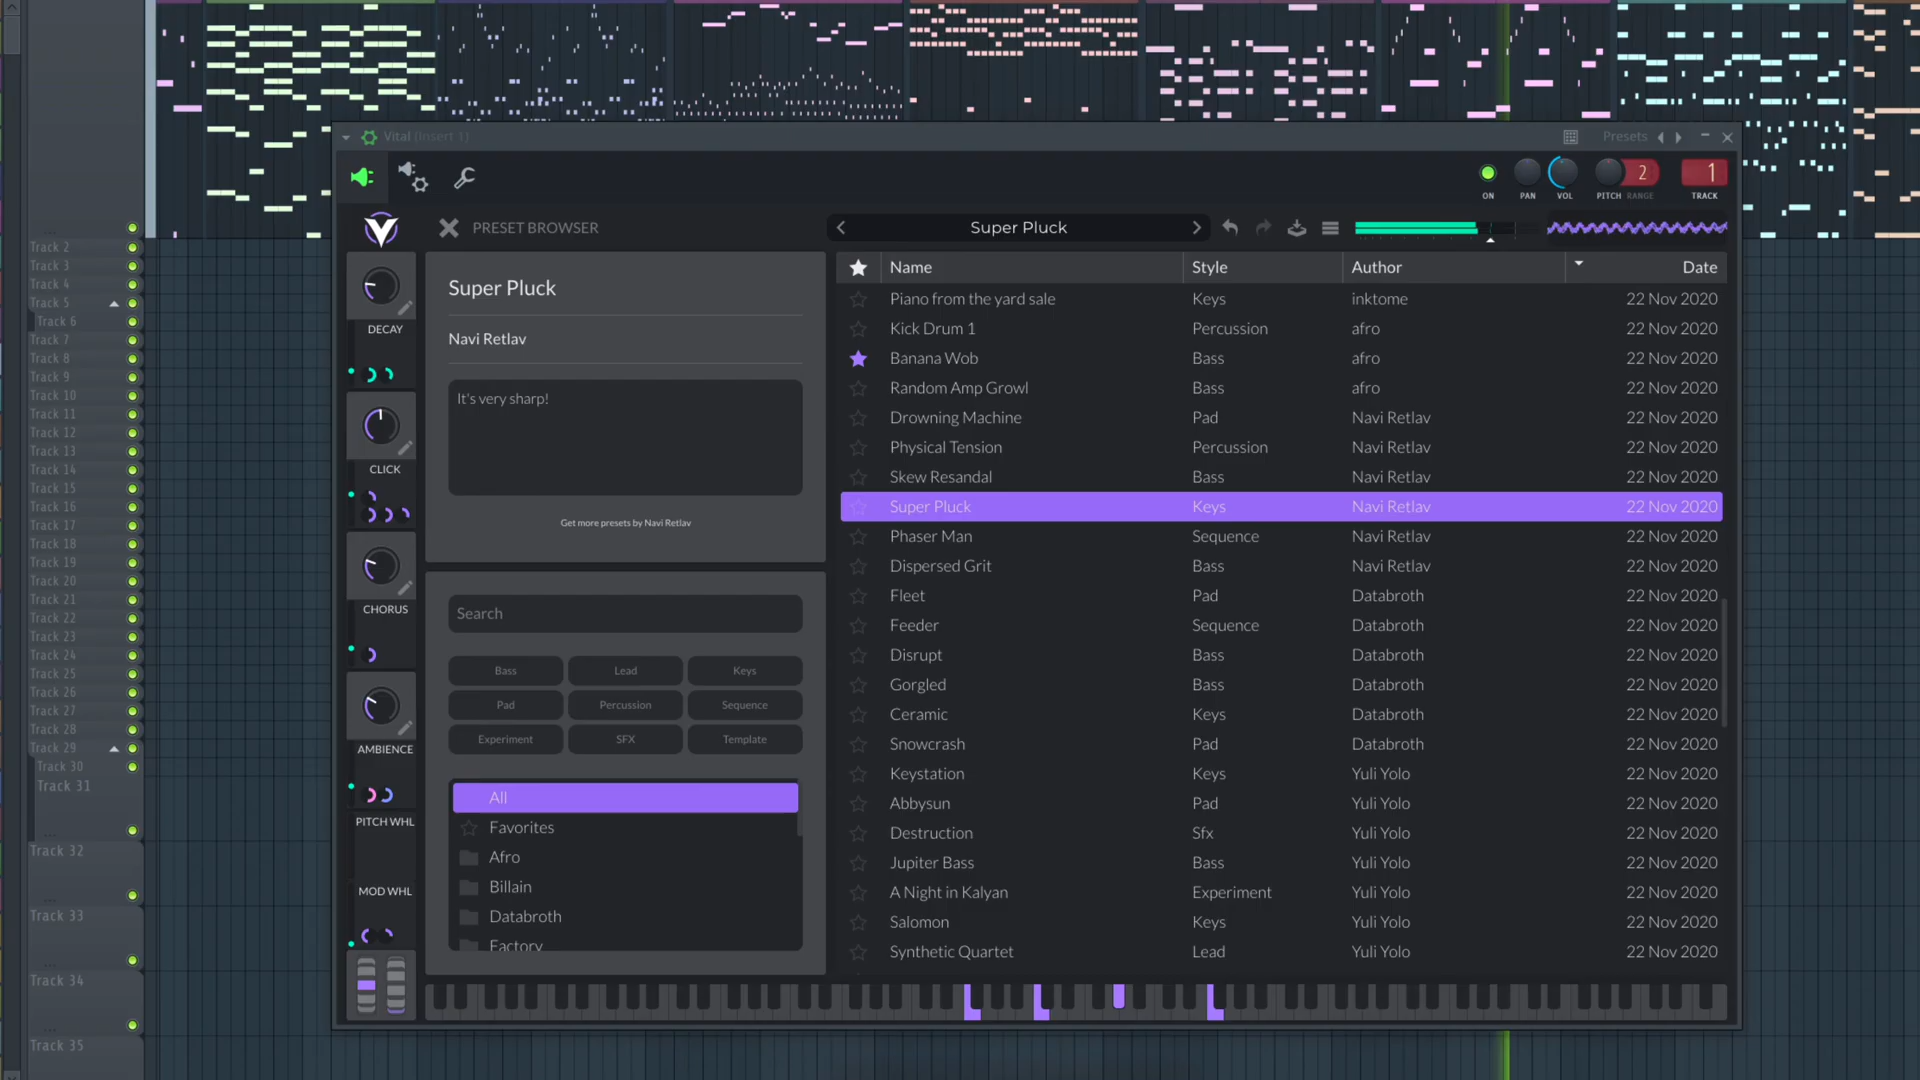 Vital (Insert 1)
Presets
2
1
ON
PAN
VOL
PITCH RANGE
TRACK
PRESET BROWSER
Super Pluck
Super Pluck
Navi Retlav
It's very sharp!
Get more presets by Navi Retlav
Search
Bass Lead Keys
Pad Percussion Sequence
Experiment SFX Template
All
Favorites
Afro
Billain
Databroth
Factory
DECAY
CLICK
CHORUS
AMBIENCE
PITCH WHL
MOD WHL
Name Style Author Date
Piano from the yard sale Keys inktome 22 Nov 2020
Kick Drum 1 Percussion afro 22 Nov 2020
Banana Wob Bass afro 22 Nov 2020
Random Amp Growl Bass afro 22 Nov 2020
Drowning Machine Pad Navi Retlav 22 Nov 2020
Physical Tension Percussion Navi Retlav 22 Nov 2020
Skew Resandal Bass Navi Retlav 22 Nov 2020
Super Pluck Keys Navi Retlav 22 Nov 2020
Phaser Man Sequence Navi Retlav 22 Nov 2020
Dispersed Grit Bass Navi Retlav 22 Nov 2020
Fleet Pad Databroth 22 Nov 2020
Feeder Sequence Databroth 22 Nov 2020
Disrupt Bass Databroth 22 Nov 2020
Gorgled Bass Databroth 22 Nov 2020
Ceramic Keys Databroth 22 Nov 2020
Snowcrash Pad Databroth 22 Nov 2020
Keystation Keys Yuli Yolo 22 Nov 2020
Abbysun Pad Yuli Yolo 22 Nov 2020
Destruction Sfx Yuli Yolo 22 Nov 2020
Jupiter Bass Bass Yuli Yolo 22 Nov 2020
A Night in Kalyan Experiment Yuli Yolo 22 Nov 2020
Salomon Keys Yuli Yolo 22 Nov 2020
Synthetic Quartet Lead Yuli Yolo 22 Nov 2020
Track 2
Track 3
Track 4
Track 5
Track 6
Track 7
Track 8
Track 9
Track 10
Track 11
Track 12
Track 13
Track 14
Track 15
Track 16
Track 17
Track 18
Track 19
Track 20
Track 21
Track 22
Track 23
Track 24
Track 25
Track 26
Track 27
Track 28
Track 29
Track 30
Track 31
Track 32
Track 33
Track 34
Track 35